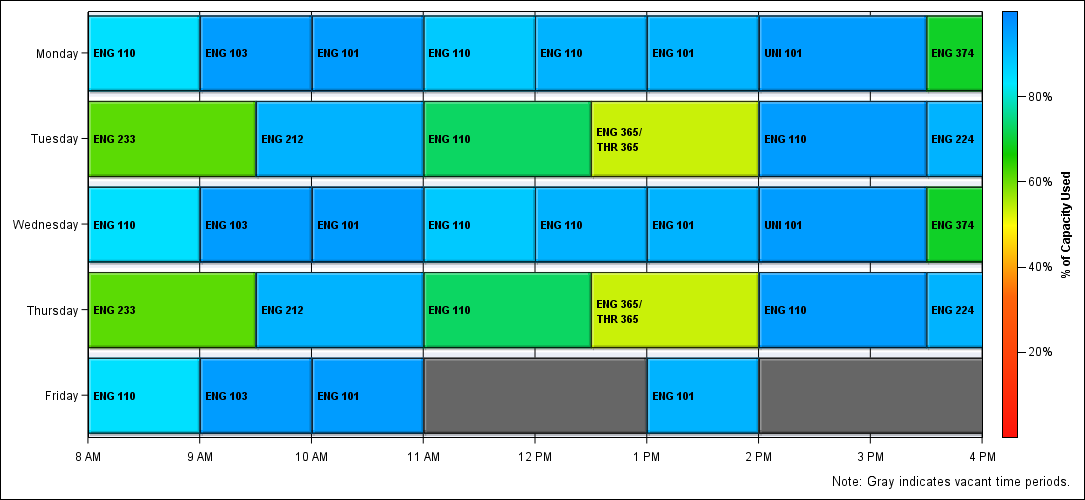 Monday
ENG 110
ENG 103
ENG 101
ENG 110
ENG 110
ENG 101
UNI 101
ENG 374
Tuesday
ENG 233
ENG 212
ENG 110
ENG 365/
THR 365
ENG 110
ENG 224
Wednesday
ENG 110
ENG 103
ENG 101
ENG 110
ENG 110
ENG 101
UNI 101
ENG 374
Thursday
ENG 233
ENG 212
ENG 110
ENG 365/
THR 365
ENG 110
ENG 224
Friday
ENG 110
ENG 103
ENG 101
ENG 101
8 AM
9 AM
10 AM
11 AM
12 PM
1 PM
2 PM
3 PM
4 PM
80%
60%
40%
20%
% of Capacity Used
Note: Gray indicates vacant time periods.